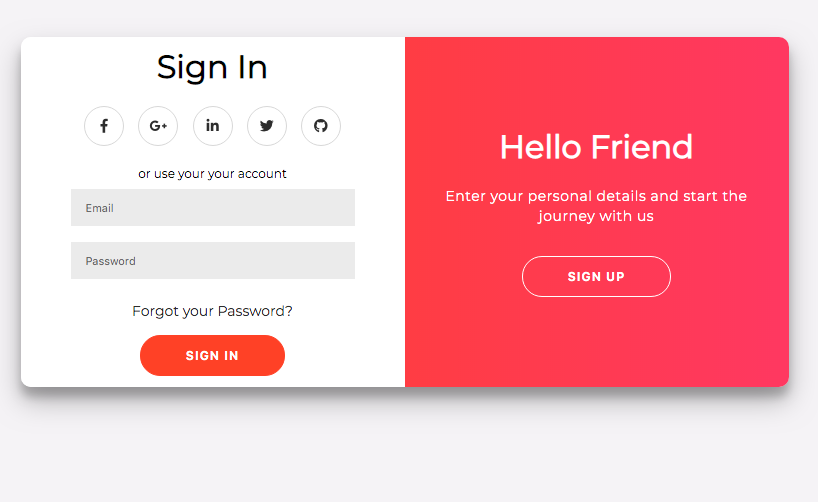 Sign In
G+
in
or use your your account
Email
Password
Forgot your Password?
SIGN IN
Hello Friend
Enter your personal details and start the
journey with us
SIGN UP